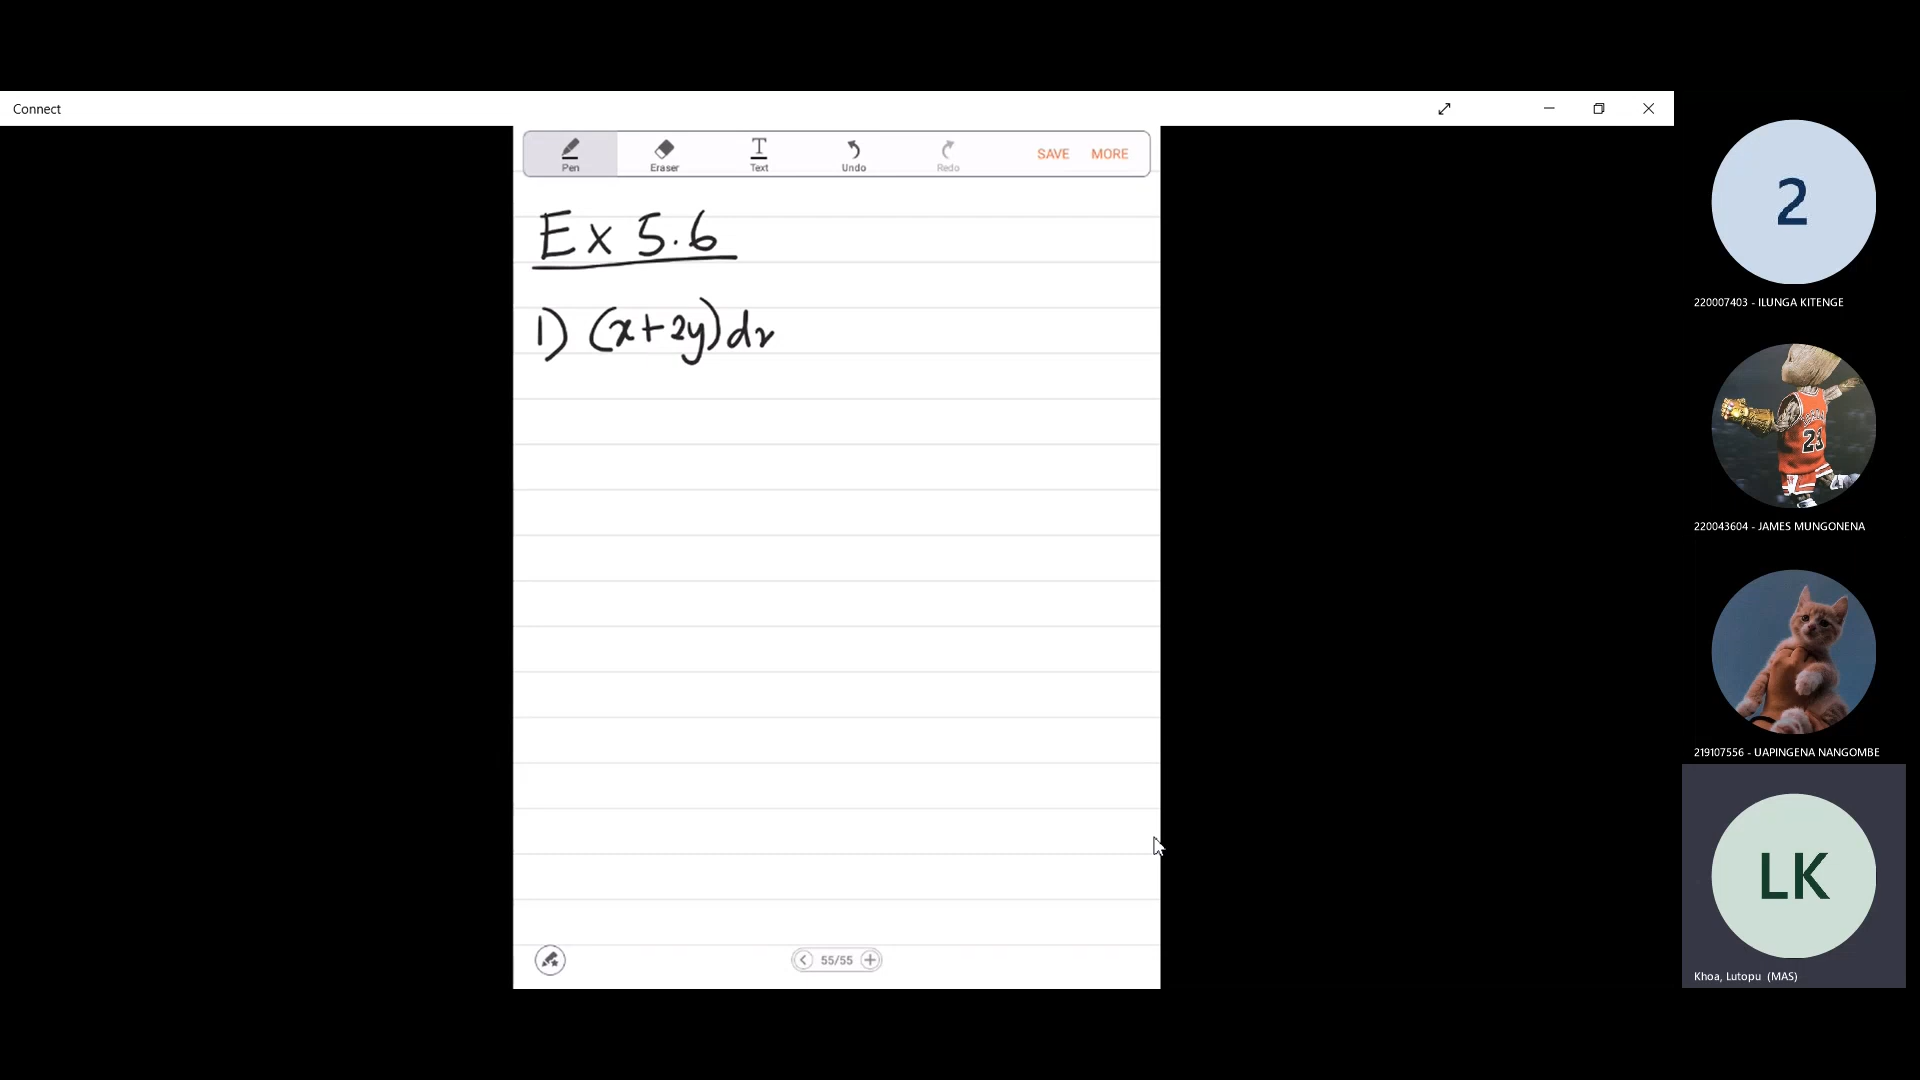 Connect
Pen Eraser Text Undo Redo SAVE MORE
Ex 5.6
1) (x+2y)dx
55/55
2
220007403 - ILUNGA KITENGE
23
220043604 - JAMES MUNGONENA
219107556 - UAPINGENA NANGOMBE
LK
Khoa, Lutopu (MAS)